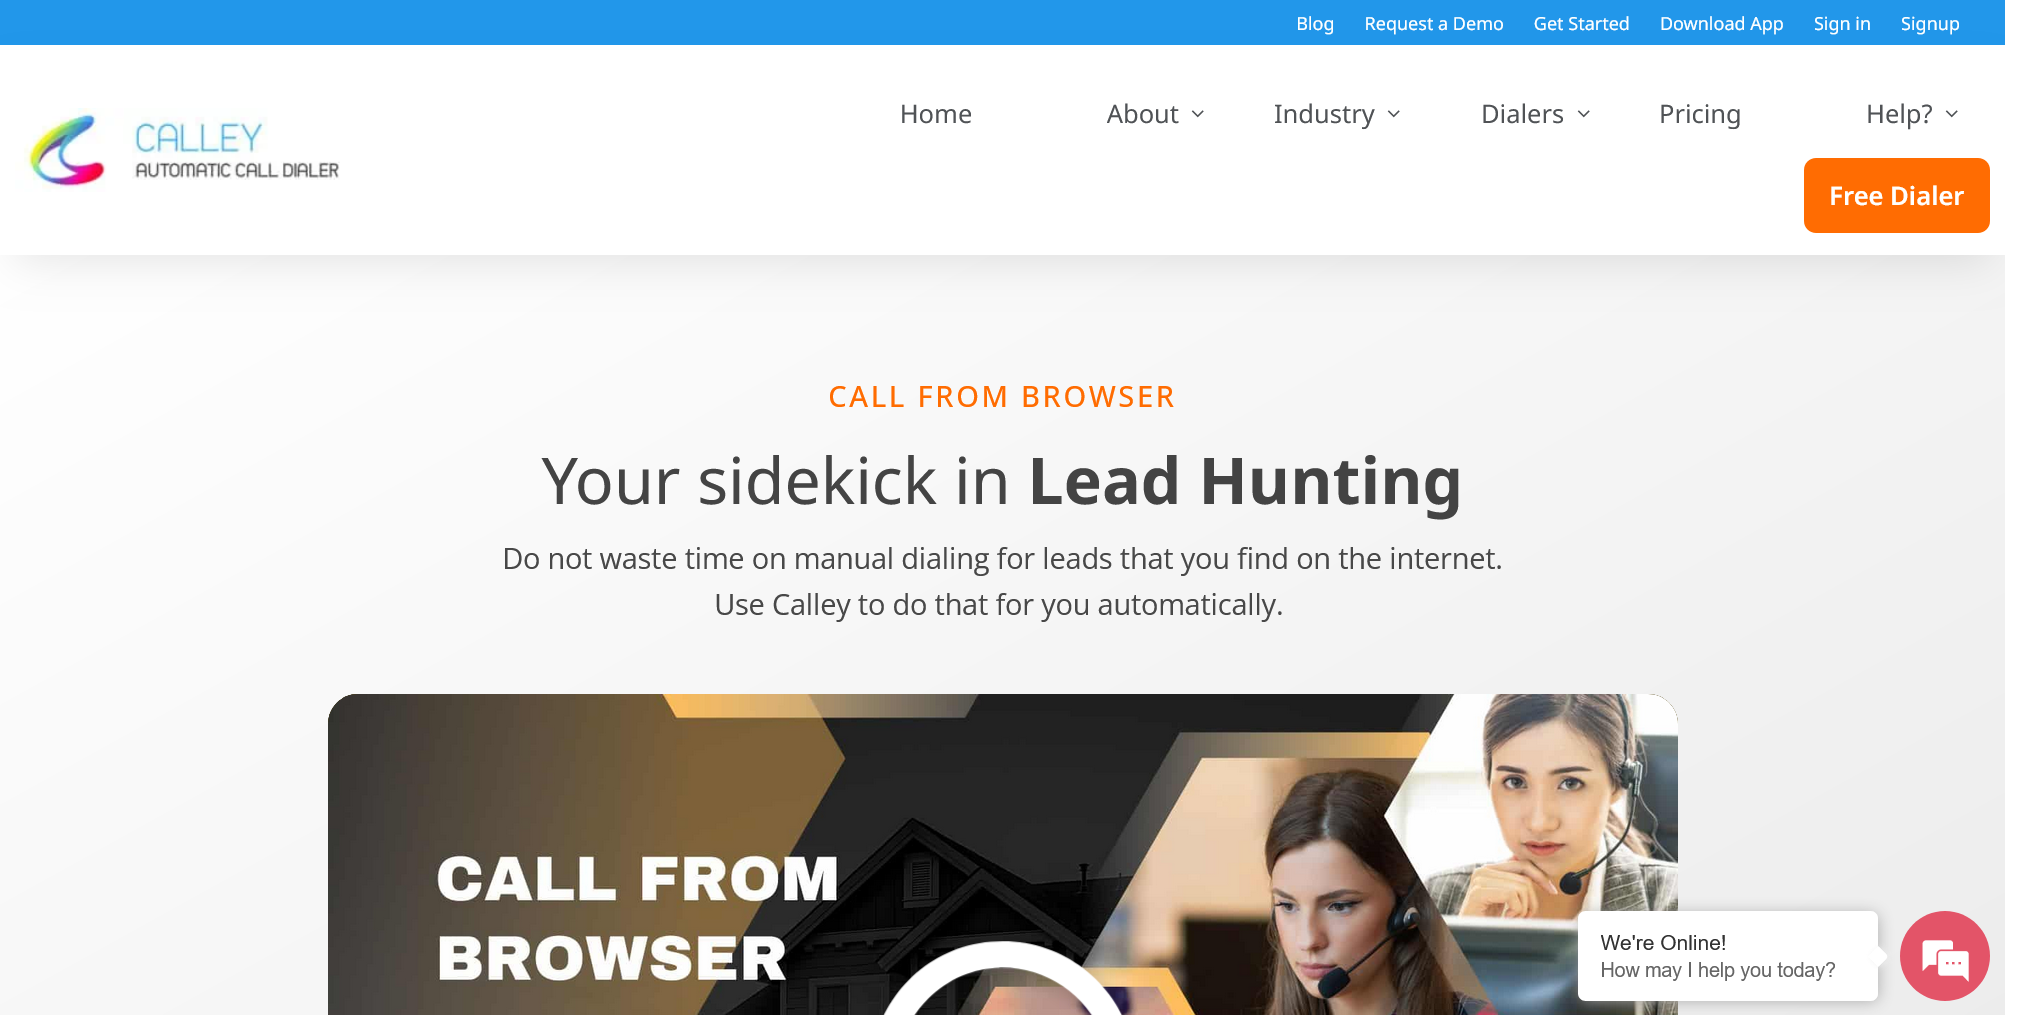 Blog Request a Demo Get Started Download App Sign in Signup
CALLEY
AUTOMATIC CALL DIALER
Home About Industry Dialers Pricing Help?
Free Dialer
CALL FROM BROWSER
Your sidekick in Lead Hunting
Do not waste time on manual dialing for leads that you find on the internet.
Use Calley to do that for you automatically.
CALL FROM
BROWSER
We're Online!
How may I help you today?